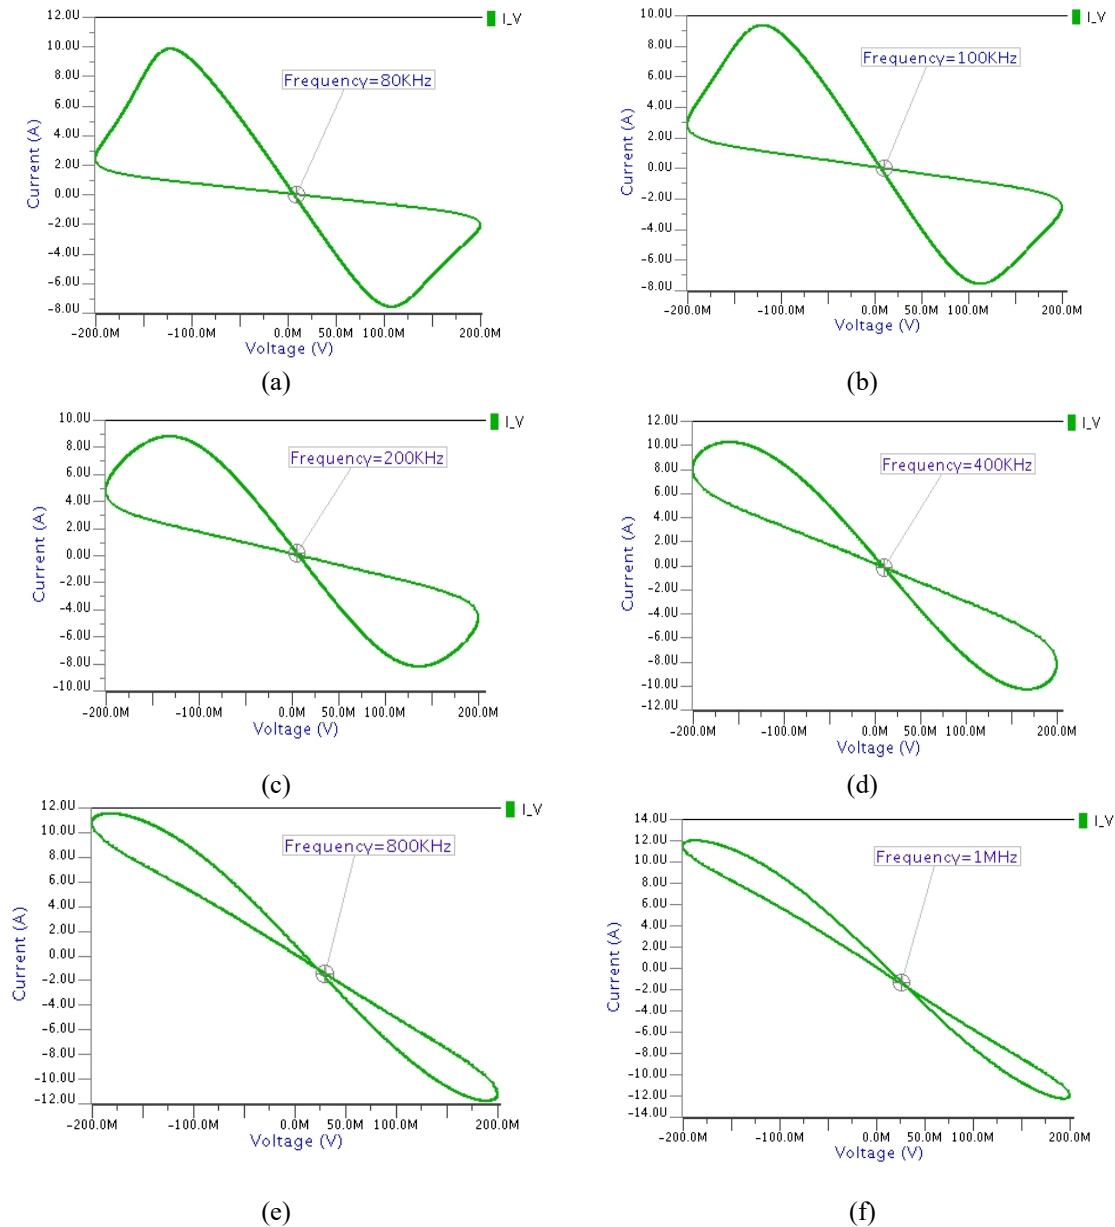 12.0U
I_V
10.0U
Frequency=80KHz
8.0U
6.0U
4.0U
2.0U
0.0U
-2.0U
-4.0U
-6.0U
-8.0U
Current (A)
-200.0M -100.0M 0.0M 50.0M 100.0M 200.0M
Voltage (V)
(a)
10.0U
I_V
8.0U
Frequency=100KHz
6.0U
4.0U
2.0U
0.0U
-2.0U
-4.0U
-6.0U
-8.0U
Current (A)
-200.0M -100.0M 0.0M 50.0M 100.0M 200.0M
Voltage (V)
(b)
10.0U
I_V
8.0U
Frequency=200KHz
6.0U
4.0U
2.0U
0.0U
-2.0U
-4.0U
-6.0U
-8.0U
-10.0U
Current (A)
-200.0M -100.0M 0.0M 50.0M 100.0M 200.0M
Voltage (V)
(c)
12.0U
I_V
10.0U
Frequency=400KHz
8.0U
6.0U
4.0U
2.0U
0.0U
-2.0U
-4.0U
-6.0U
-8.0U
-10.0U
-12.0U
Current (A)
-200.0M -100.0M 0.0M 50.0M 100.0M 200.0M
Voltage (V)
(d)
12.0U
I_V
10.0U
Frequency=800KHz
8.0U
6.0U
4.0U
2.0U
0.0U
-2.0U
-4.0U
-6.0U
-8.0U
-10.0U
-12.0U
Current (A)
-200.0M -100.0M 0.0M 50.0M 100.0M 200.0M
Voltage (V)
(e)
14.0U
I_V
12.0U
Frequency=1MHz
10.0U
8.0U
6.0U
4.0U
2.0U
0.0U
-2.0U
-4.0U
-6.0U
-8.0U
-10.0U
-12.0U
-14.0U
Current (A)
-200.0M -100.0M 0.0M 50.0M 100.0M 200.0M
Voltage (V)
(f)